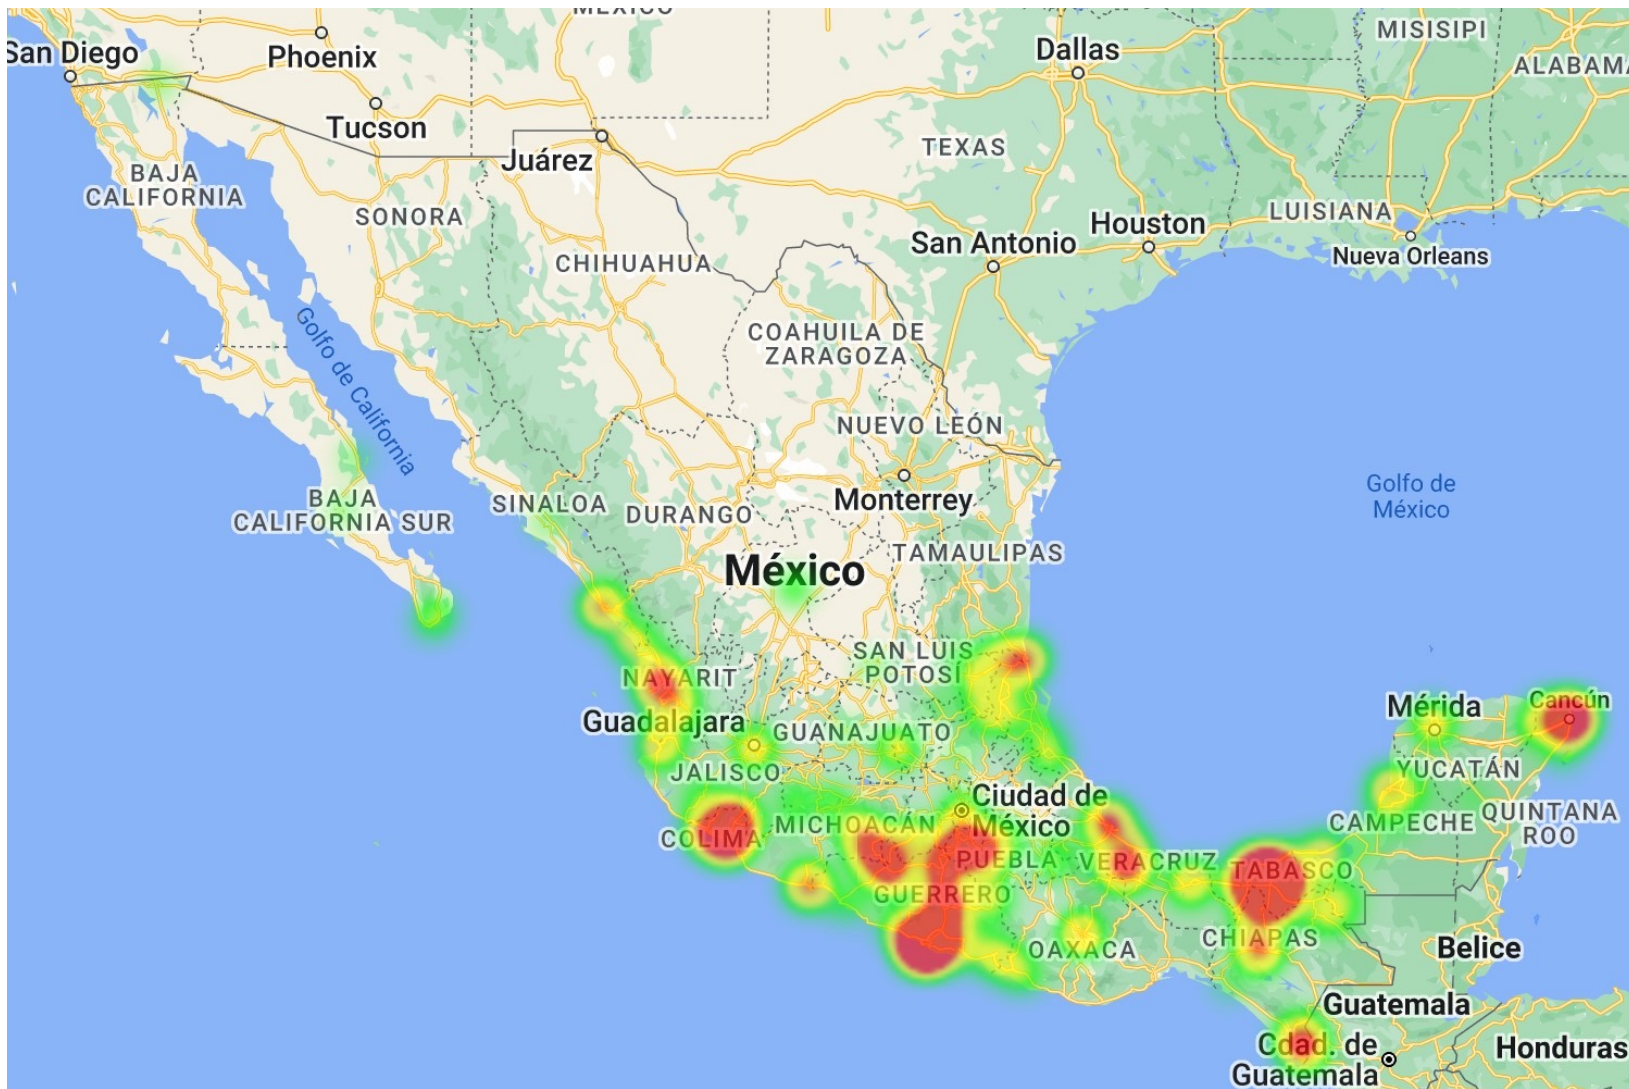 MÉXICO
San Diego
Phoenix
Tucson
Juárez
Dallas
MISISIPI
ALABAMA
TEXAS
BAJA
CALIFORNIA
SONORA
CHIHUAHUA
San Antonio
Houston
LUISIANA
Nueva Orleans
Golfo de California
COAHUILA DE
ZARAGOZA
NUEVO LEÓN
Monterrey
BAJA
CALIFORNIA SUR
SINALOA
DURANGO
TAMAULIPAS
Golfo de
México
México
NAYARIT
SAN LUIS
POTOSÍ
Guadalajara
GUANAJUATO
JALISCO
Mérida
Cancún
YUCATÁN
QUINTANA
ROO
CAMPECHE
COLIMA
MICHOACÁN
Ciudad de
México
PUEBLA
VERACRUZ
TABASCO
GUERRERO
OAXACA
CHIAPAS
Belice
Guatemala
Cdad. de
Guatemala
Honduras